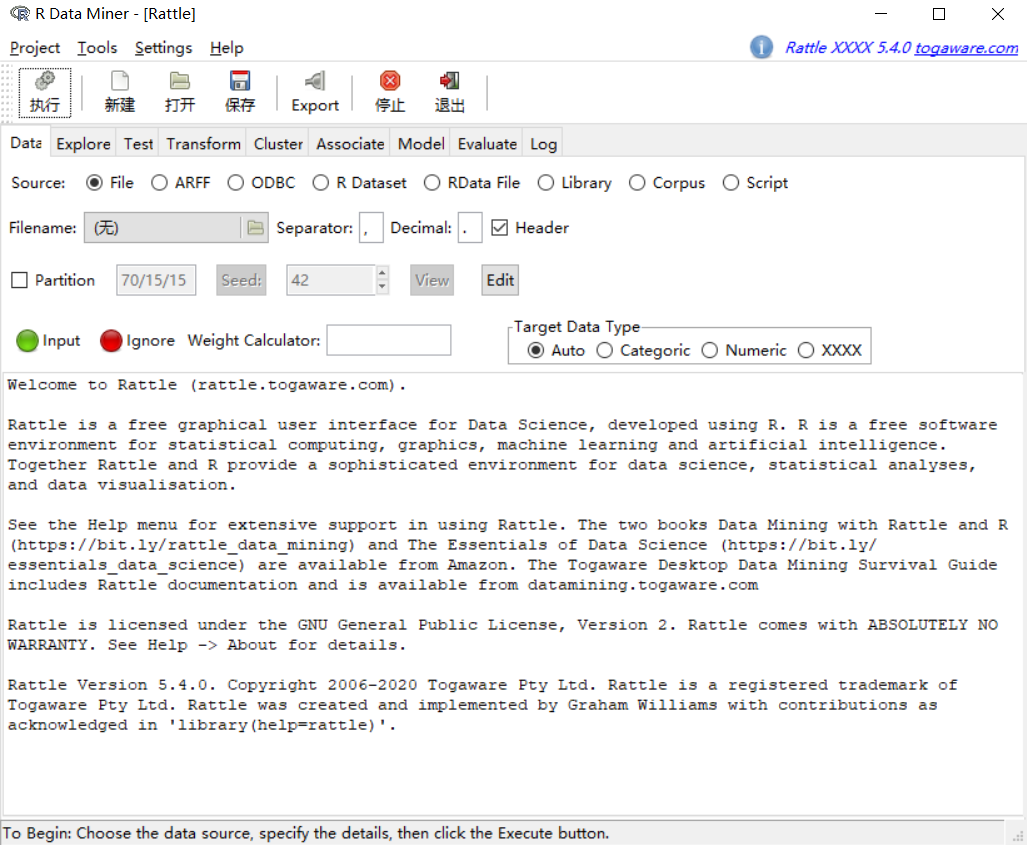 R Data Miner - [Rattle]
Project Tools Settings Help
Rattle XXXX 5.4.0 togaware.com
执行 新建 打开 保存 Export 停止 退出
Data Explore Test Transform Cluster Associate Model Evaluate Log
Source: File ARFF ODBC R Dataset RData File Library Corpus Script
Filename: (无) Separator: , Decimal: . Header
Partition 70/15/15 Seed: 42 View Edit
Target Data Type
Input Ignore Weight Calculator: Auto Categoric Numeric XXXX
Welcome to Rattle (rattle.togaware.com).
Rattle is a free graphical user interface for Data Science, developed using R. R is a free software
environment for statistical computing, graphics, machine learning and artificial intelligence.
Together Rattle and R provide a sophisticated environment for data science, statistical analyses,
and data visualisation.
See the Help menu for extensive support in using Rattle. The two books Data Mining with Rattle and R
(https://bit.ly/rattle_data_mining) and The Essentials of Data Science (https://bit.ly/
essentials_data_science) are available from Amazon. The Togaware Desktop Data Mining Survival Guide
includes Rattle documentation and is available from datamining.togaware.com
Rattle is licensed under the GNU General Public License, Version 2. Rattle comes with ABSOLUTELY NO
WARRANTY. See Help -> About for details.
Rattle Version 5.4.0. Copyright 2006-2020 Togaware Pty Ltd. Rattle is a registered trademark of
Togaware Pty Ltd. Rattle was created and implemented by Graham Williams with contributions as
acknowledged in 'library(help=rattle)'.
To Begin: Choose the data source, specify the details, then click the Execute button.